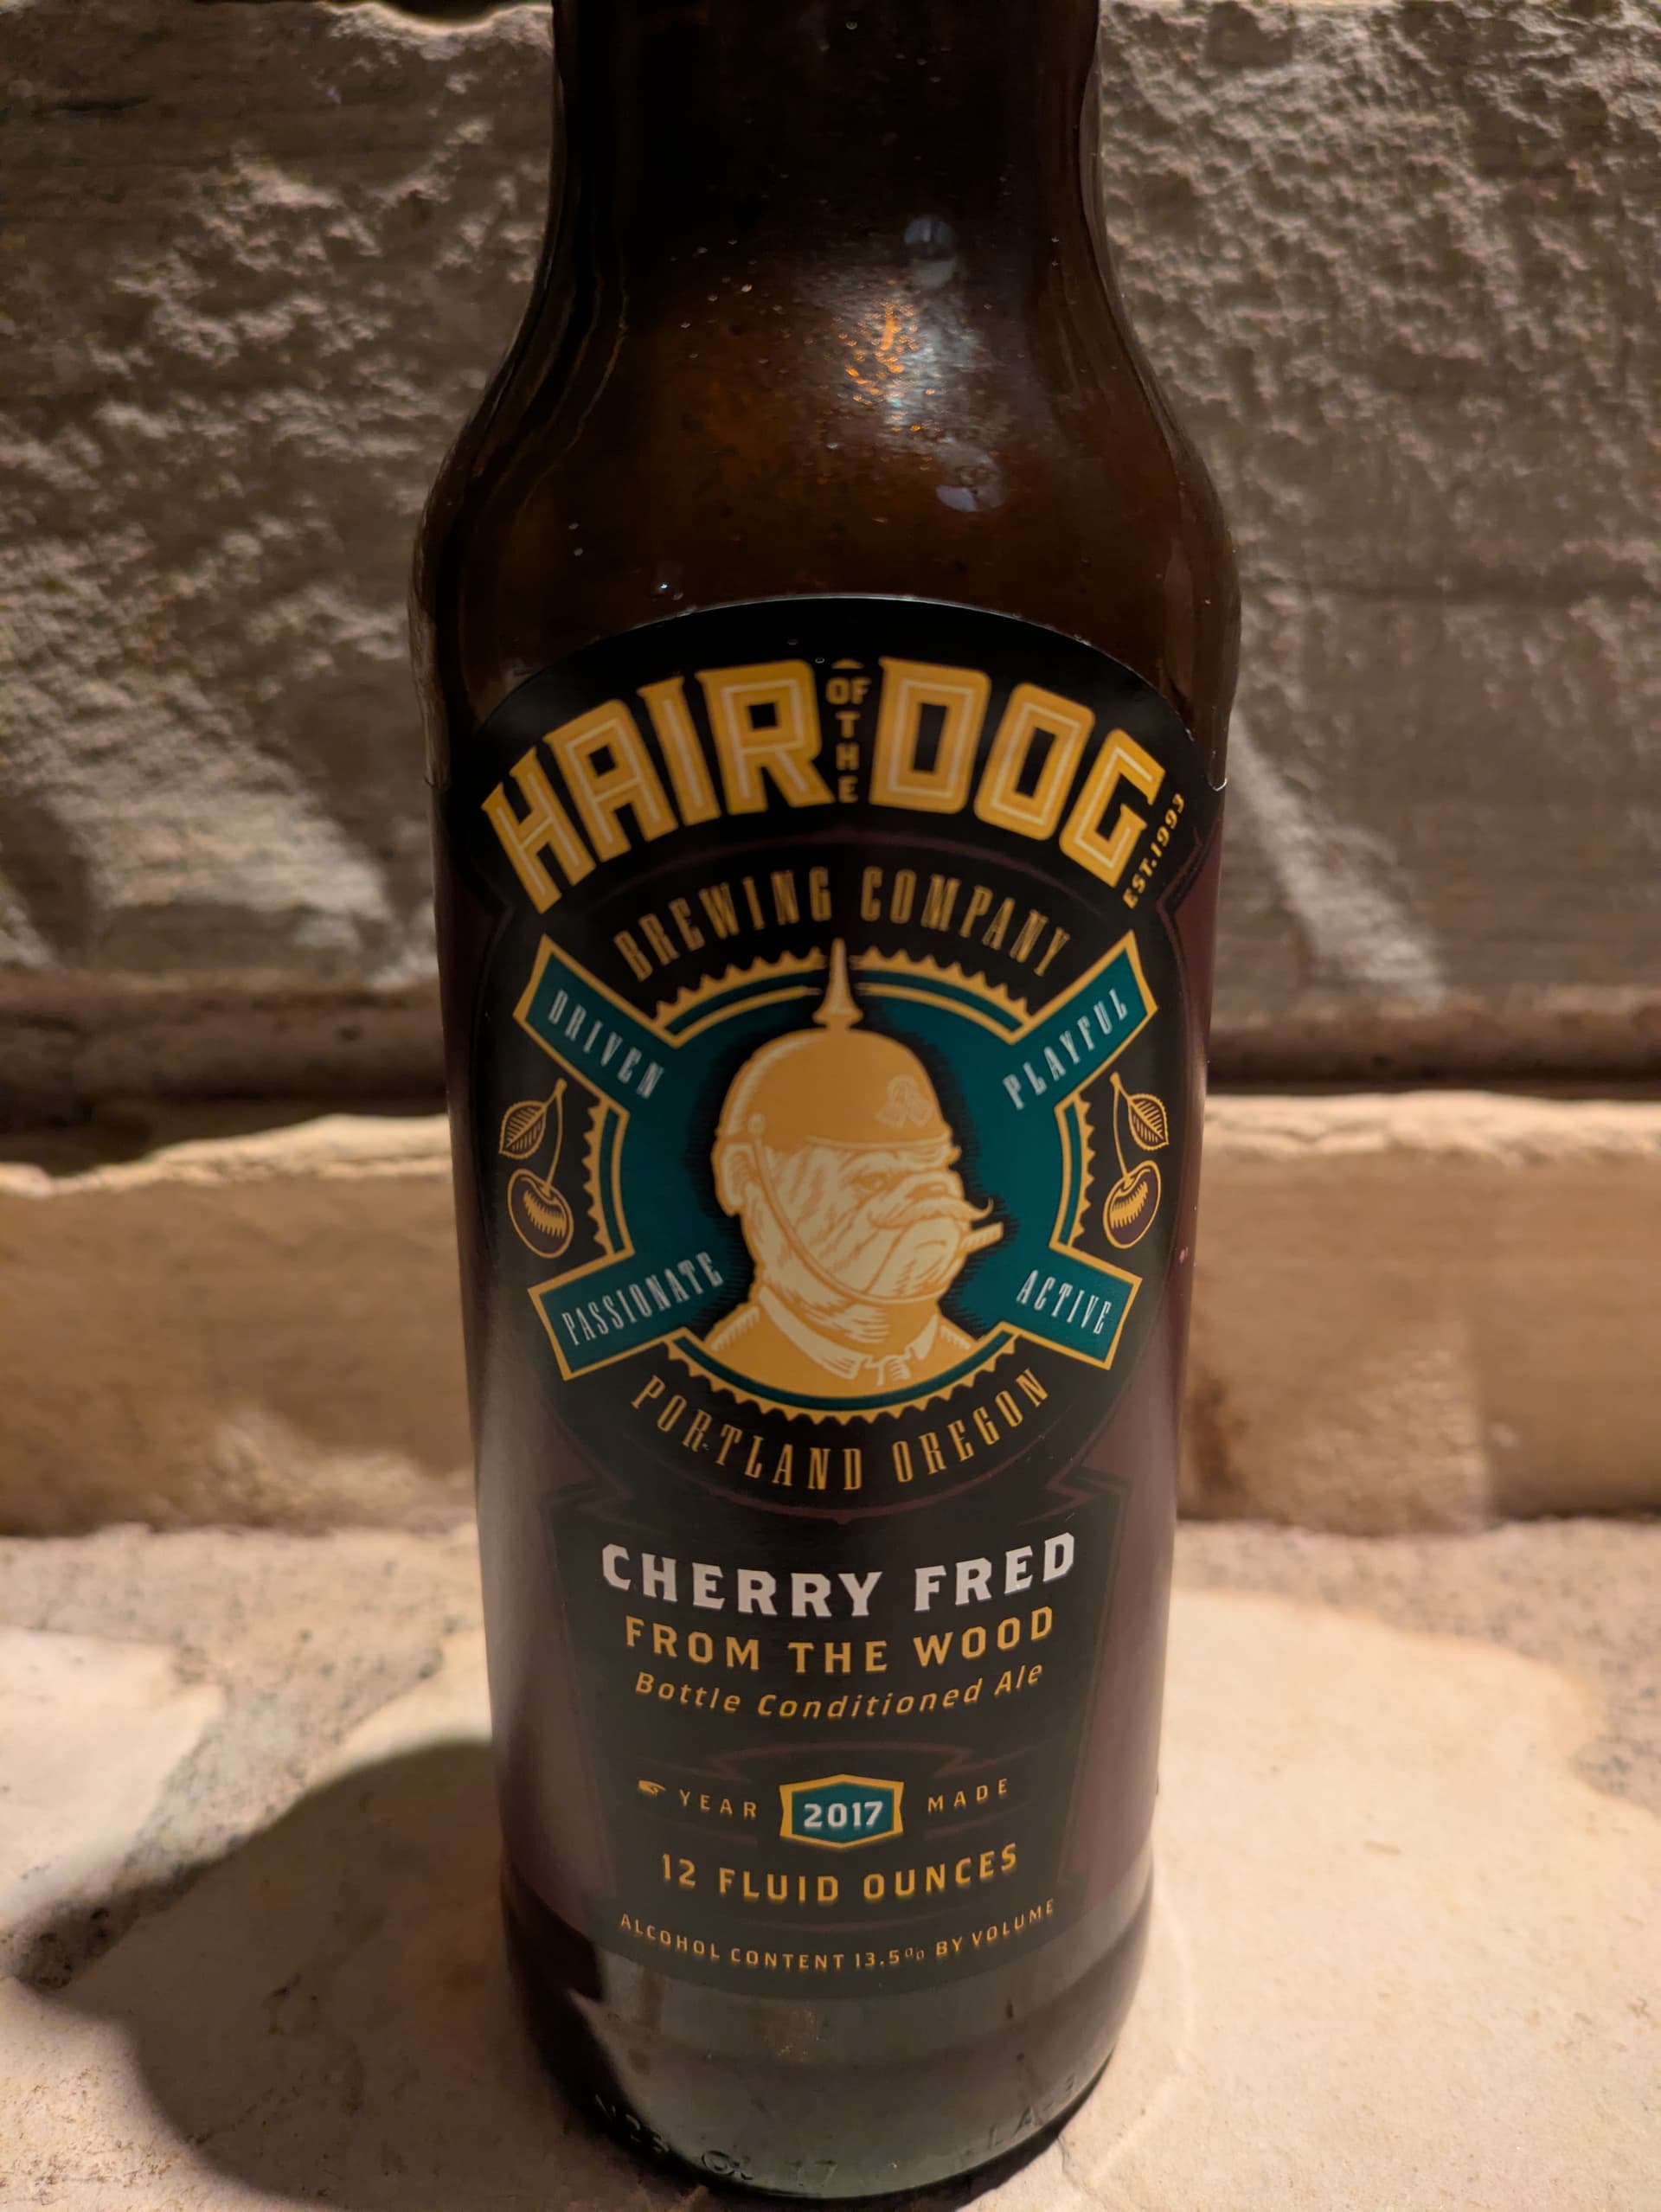 HAIR OF THE DOG
EST. 1993
BREWING COMPANY
DRIVEN
PLAYFUL
PASSIONATE
ACTIVE
PORTLAND OREGON
CHERRY FRED
FROM THE WOOD
Bottle Conditioned Ale
YEAR 2017 MADE
12 FLUID OUNCES
ALCOHOL CONTENT 13.5% BY VOLUME